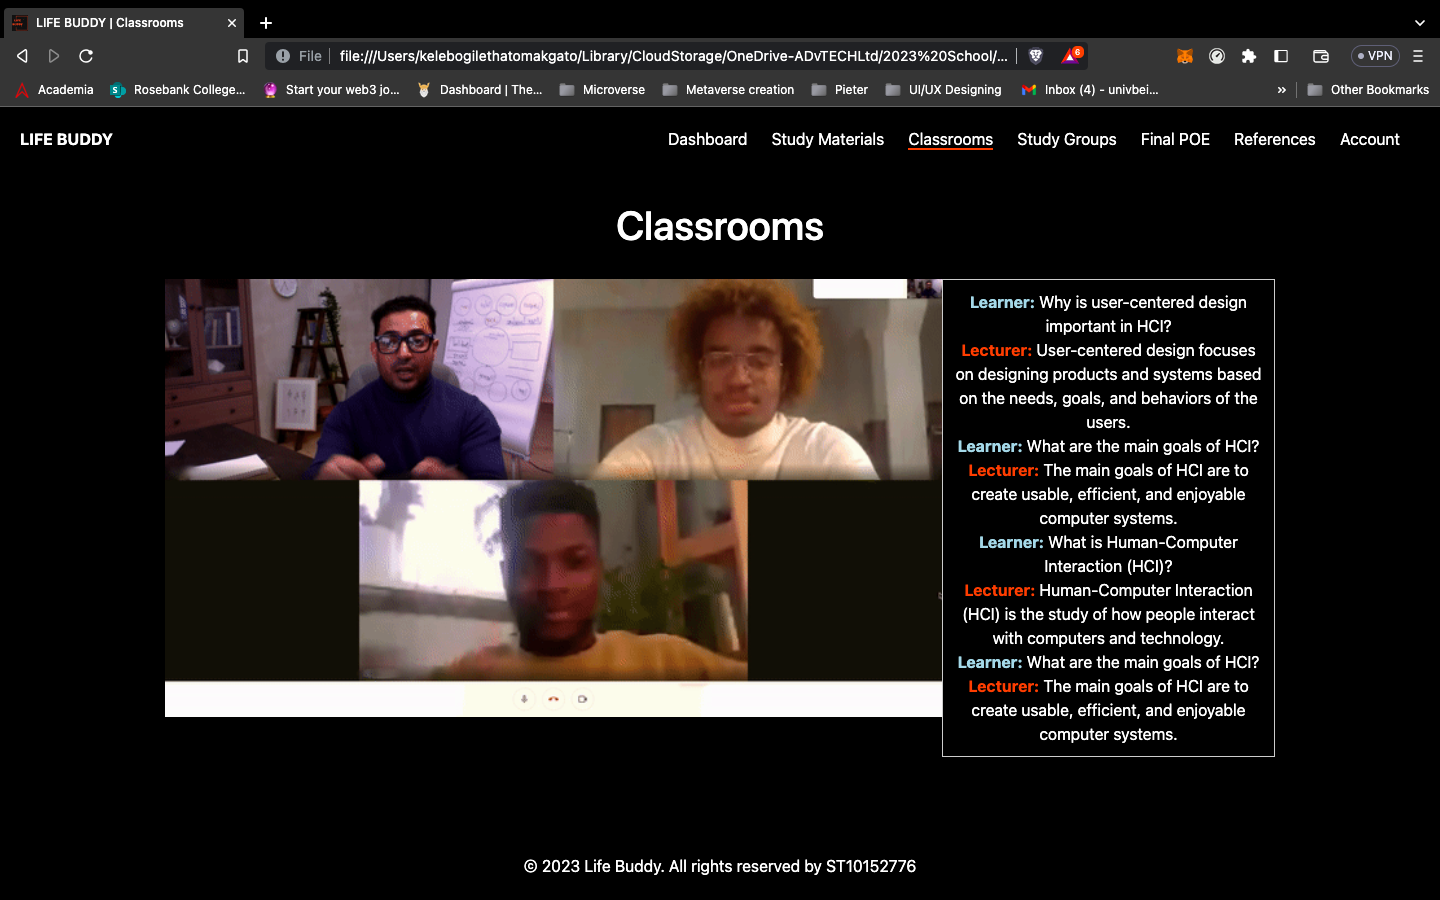 LIFE BUDDY | Classrooms
File
file:///Users/kelebogilethatomakgato/Library/CloudStorage/OneDrive-ADvTECHLtd/2023%20School/...
6
VPN
Academia
Rosebank College...
Start your web3 jo...
Dashboard | The...
Microverse
Metaverse creation
Pieter
UI/UX Designing
Inbox (4) - univbei...
»
Other Bookmarks
LIFE BUDDY
Dashboard
Study Materials
Classrooms
Study Groups
Final POE
References
Account
Classrooms
Learner: Why is user-centered design
important in HCI?
Lecturer: User-centered design focuses
on designing products and systems based
on the needs, goals, and behaviors of the
users.
Learner: What are the main goals of HCI?
Lecturer: The main goals of HCI are to
create usable, efficient, and enjoyable
computer systems.
Learner: What is Human-Computer
Interaction (HCI)?
Lecturer: Human-Computer Interaction
(HCI) is the study of how people interact
with computers and technology.
Learner: What are the main goals of HCI?
Lecturer: The main goals of HCI are to
create usable, efficient, and enjoyable
computer systems.
© 2023 Life Buddy. All rights reserved by ST10152776